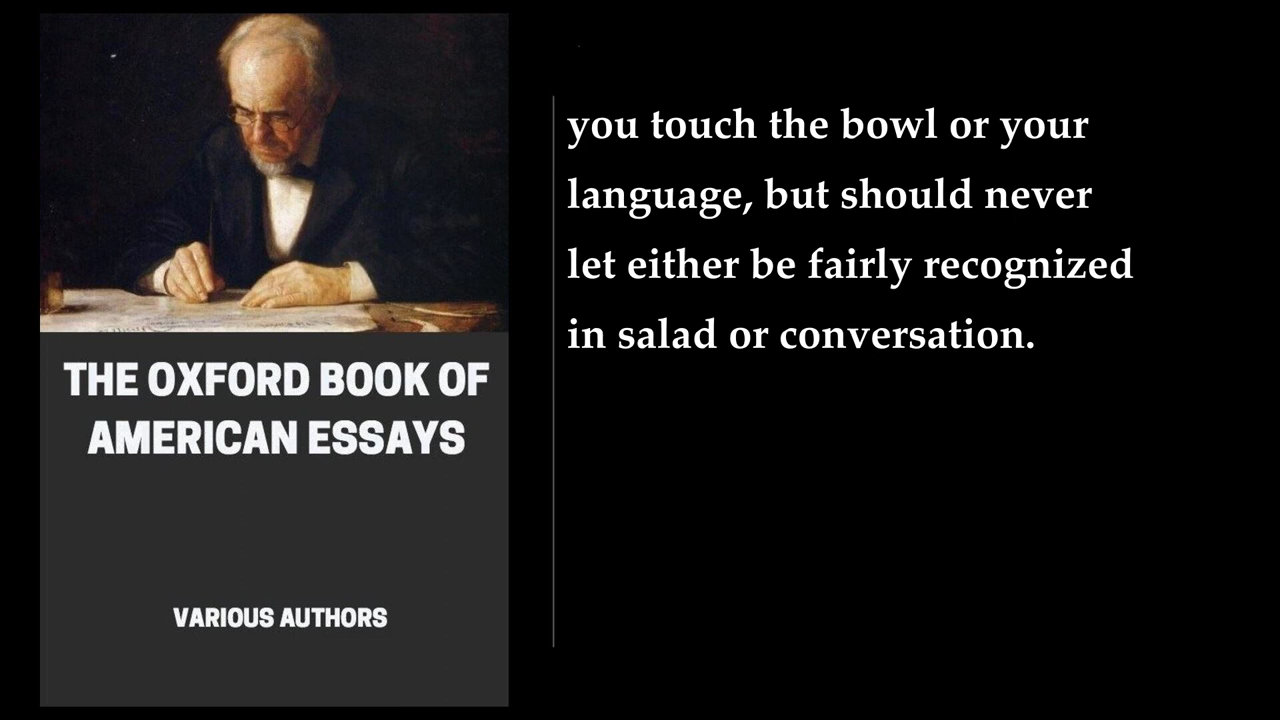 THE OXFORD BOOK OF
AMERICAN ESSAYS
VARIOUS AUTHORS
you touch the bowl or your
language, but should never
let either be fairly recognized
in salad or conversation.